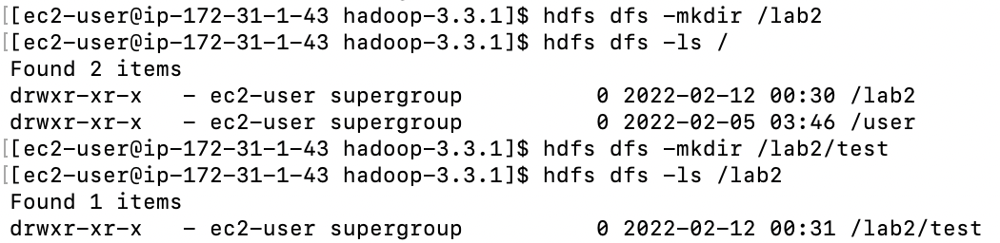 [[ec2-user@ip-172-31-1-43 hadoop-3.3.1]$ hdfs dfs -mkdir /lab2
[[ec2-user@ip-172-31-1-43 hadoop-3.3.1]$ hdfs dfs -ls /
Found 2 items
drwxr-xr-x   - ec2-user supergroup          0 2022-02-12 00:30 /lab2
drwxr-xr-x   - ec2-user supergroup          0 2022-02-05 03:46 /user
[[ec2-user@ip-172-31-1-43 hadoop-3.3.1]$ hdfs dfs -mkdir /lab2/test
[[ec2-user@ip-172-31-1-43 hadoop-3.3.1]$ hdfs dfs -ls /lab2
Found 1 items
drwxr-xr-x   - ec2-user supergroup          0 2022-02-12 00:31 /lab2/test